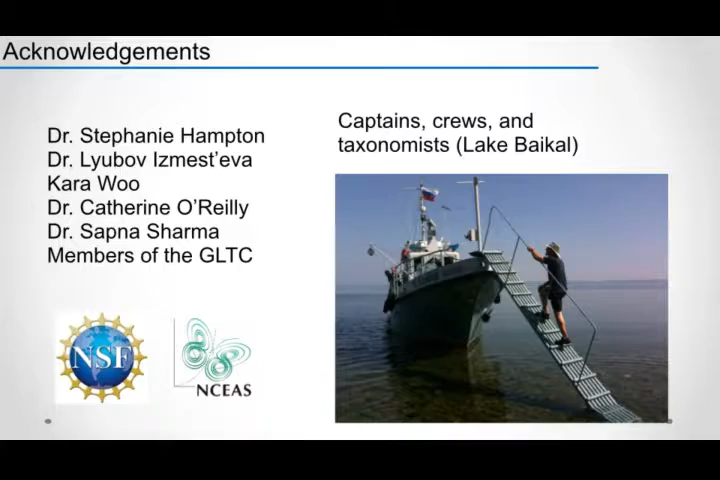 Acknowledgements
Dr. Stephanie Hampton
Dr. Lyubov Izmest'eva
Kara Woo
Dr. Catherine O'Reilly
Dr. Sapna Sharma
Members of the GLTC
Captains, crews, and
taxonomists (Lake Baikal)
NSF
NCEAS